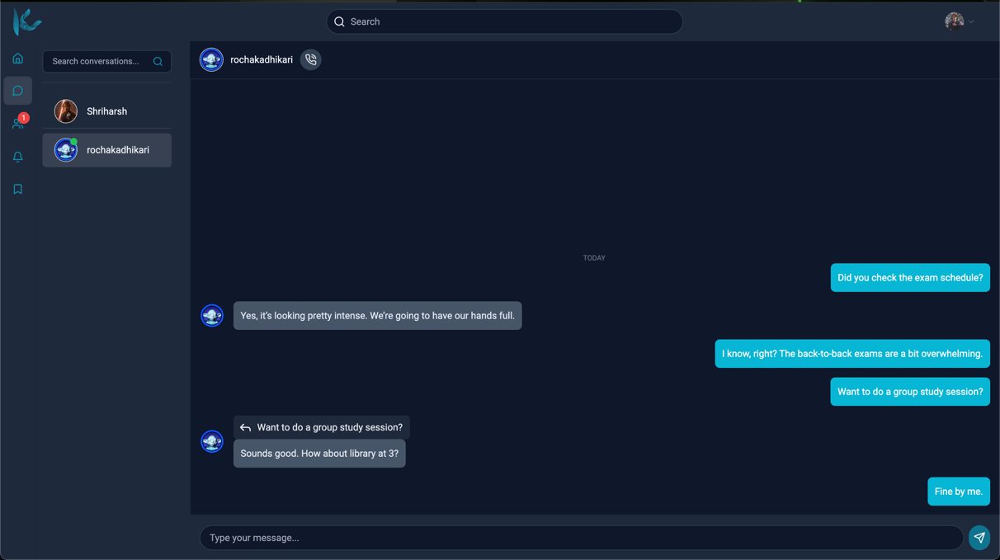 Search
Search conversations...
rochakadhikari
Shriharsh
1
rochakadhikari
TODAY
Did you check the exam schedule?
Yes, it’s looking pretty intense. We’re going to have our hands full.
I know, right? The back-to-back exams are a bit overwhelming.
Want to do a group study session?
Want to do a group study session?
Sounds good. How about library at 3?
Fine by me.
Type your message...